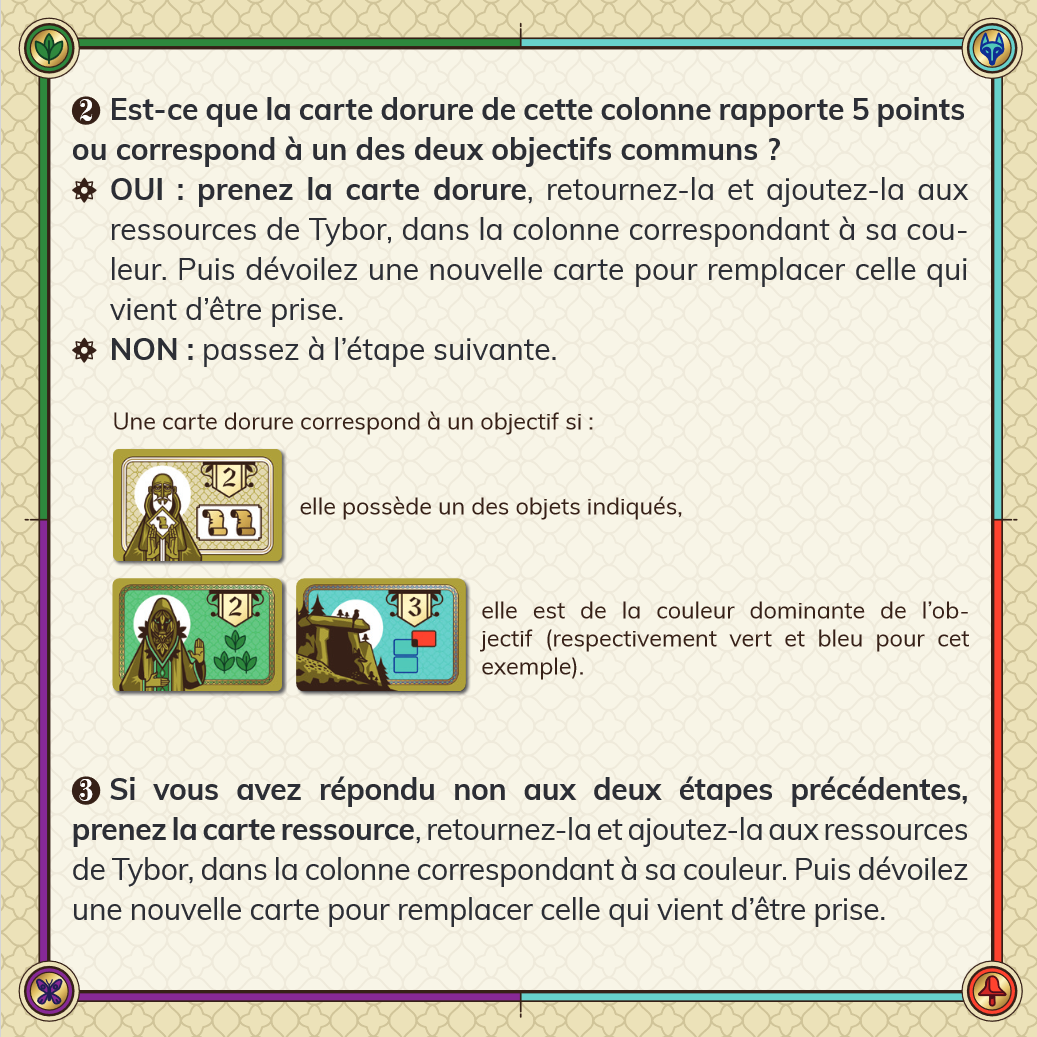 2 Est-ce que la carte dorure de cette colonne rapporte 5 points
ou correspond à un des deux objectifs communs ?
OUI : prenez la carte dorure, retournez-la et ajoutez-la aux
ressources de Tybor, dans la colonne correspondant à sa cou-
leur. Puis dévoilez une nouvelle carte pour remplacer celle qui
vient d’être prise.
NON : passez à l’étape suivante.
Une carte dorure correspond à un objectif si :
2
elle possède un des objets indiqués,
2
3
elle est de la couleur dominante de l’ob-
jectif (respectivement vert et bleu pour cet
exemple).
3 Si vous avez répondu non aux deux étapes précédentes,
prenez la carte ressource, retournez-la et ajoutez-la aux ressources
de Tybor, dans la colonne correspondant à sa couleur. Puis dévoilez
une nouvelle carte pour remplacer celle qui vient d’être prise.